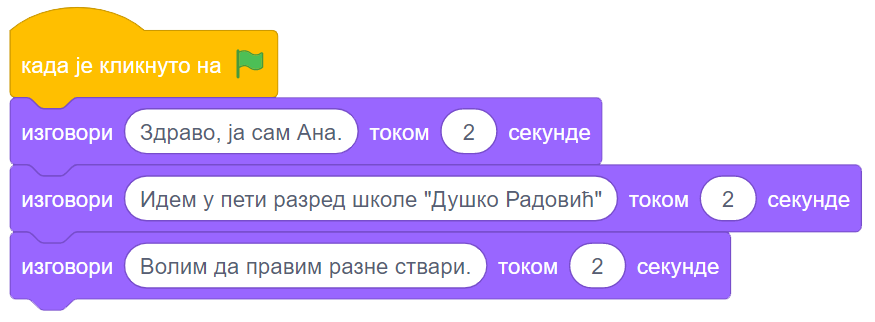 када је кликнуто на
изговори Здраво, ја сам Ана. током 2 секунде
изговори Идем у пети разред школе "Душко Радовић" током 2 секунде
изговори Волим да правим разне ствари. током 2 секунде